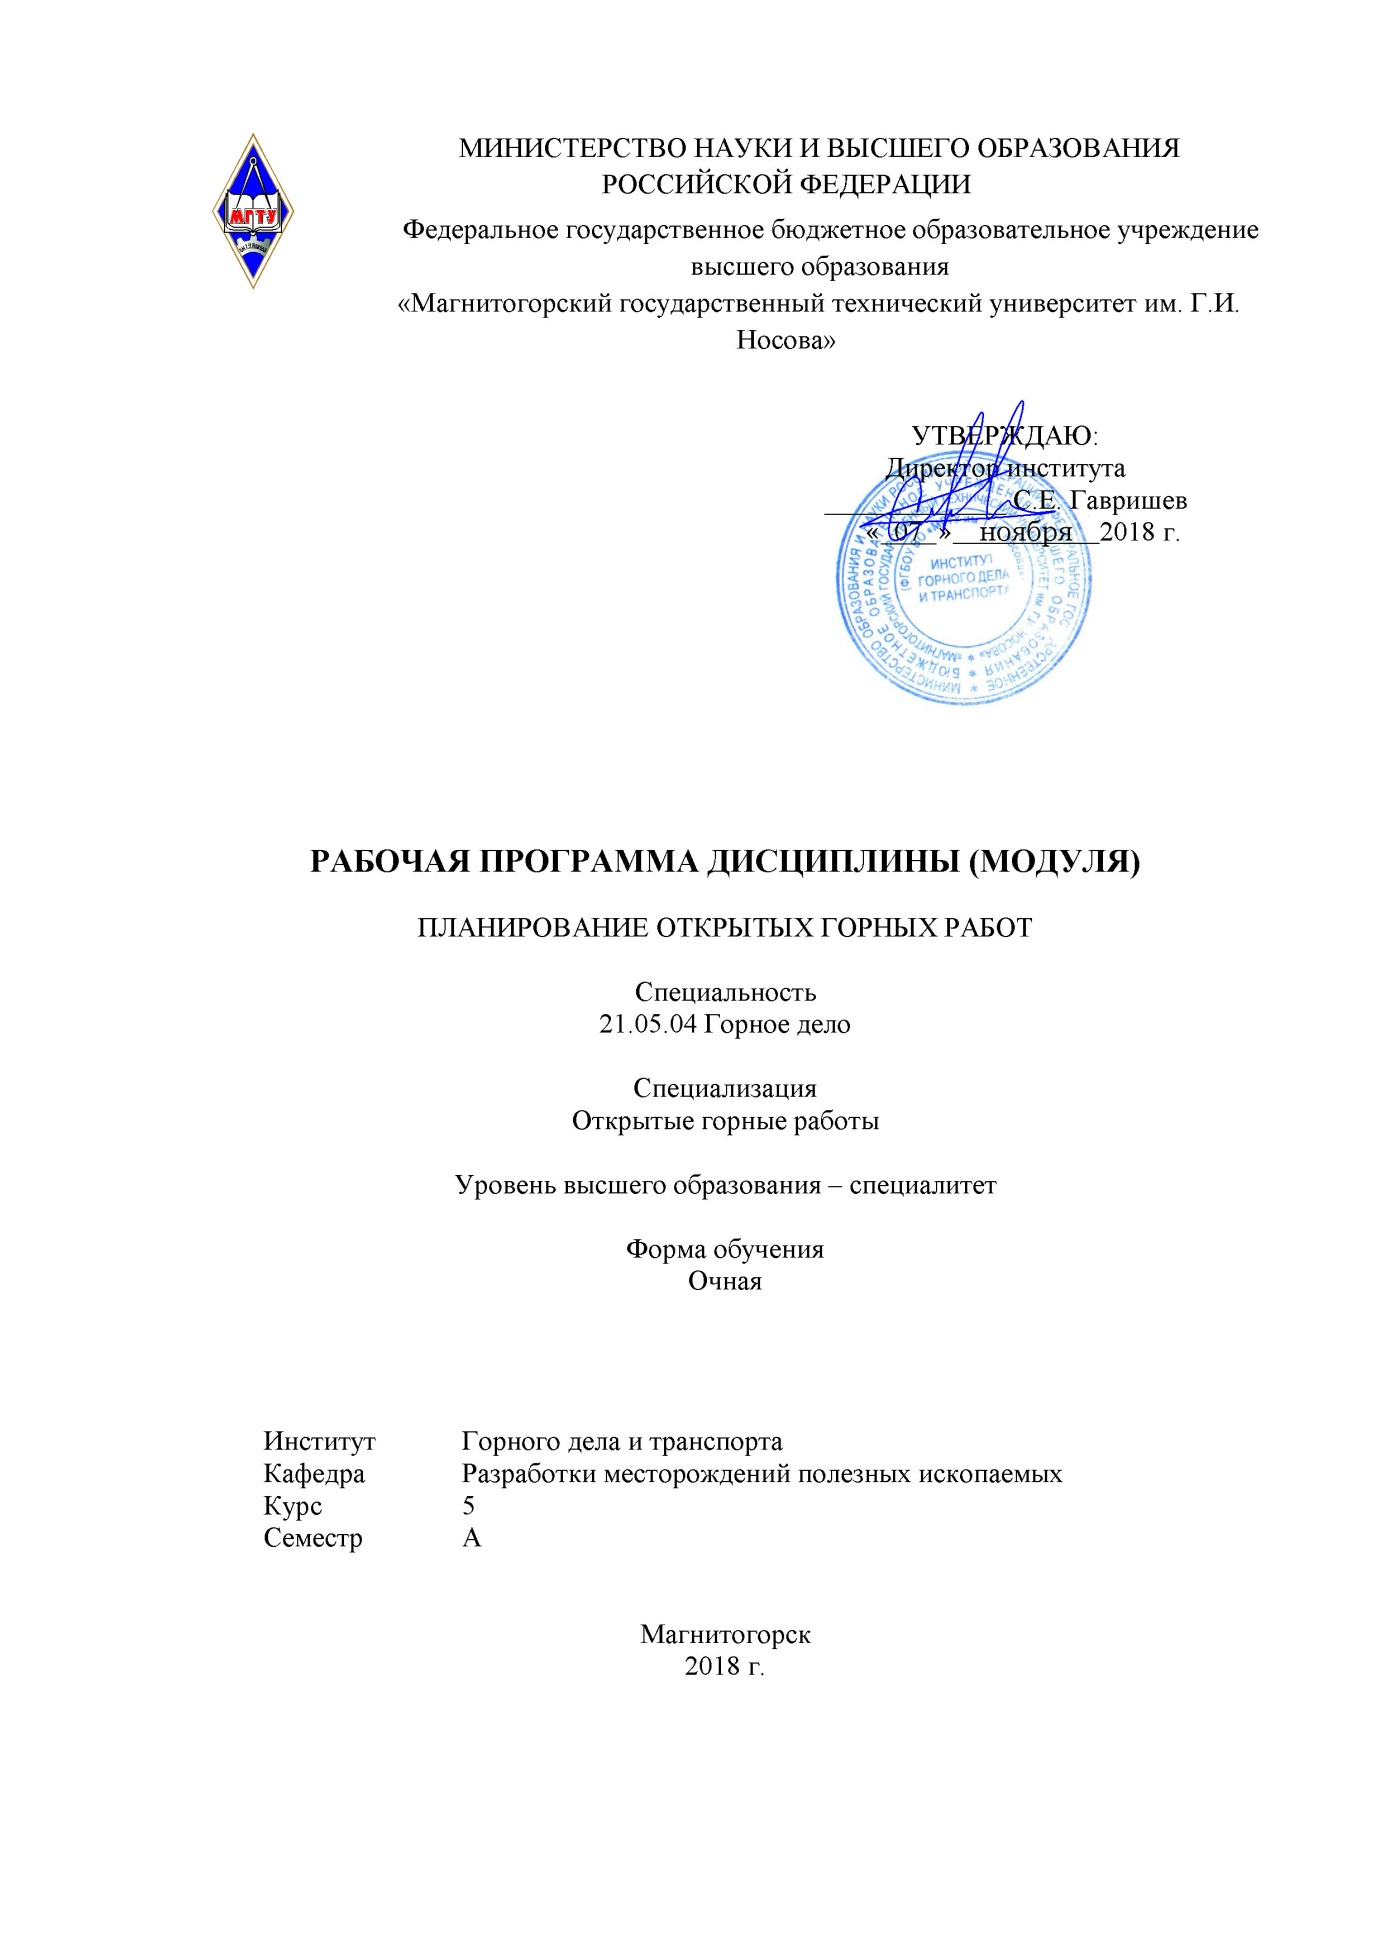 МИНИСТЕРСТВО НАУКИ И ВЫСШЕГО ОБРАЗОВАНИЯ
РОССИЙСКОЙ ФЕДЕРАЦИИ
МГТУ
Федеральное государственное бюджетное образовательное учреждение
высшего образования
«Магнитогорский государственный технический университет им. Г.И.
Носова»
УТВЕРЖДАЮ:
Директор института
С.Е. Гавришев
«07» ноября 2018 г.
ИНСТИТУТ
ГОРНОГО ДЕЛА
И ТРАНСПОРТА
РАБОЧАЯ ПРОГРАММА ДИСЦИПЛИНЫ (МОДУЛЯ)
ПЛАНИРОВАНИЕ ОТКРЫТЫХ ГОРНЫХ РАБОТ
Специальность
21.05.04 Горное дело
Специализация
Открытые горные работы
Уровень высшего образования – специалитет
Форма обучения
Очная
Институт Горного дела и транспорта
Кафедра Разработки месторождений полезных ископаемых
Курс 5
Семестр А
Магнитогорск
2018 г.